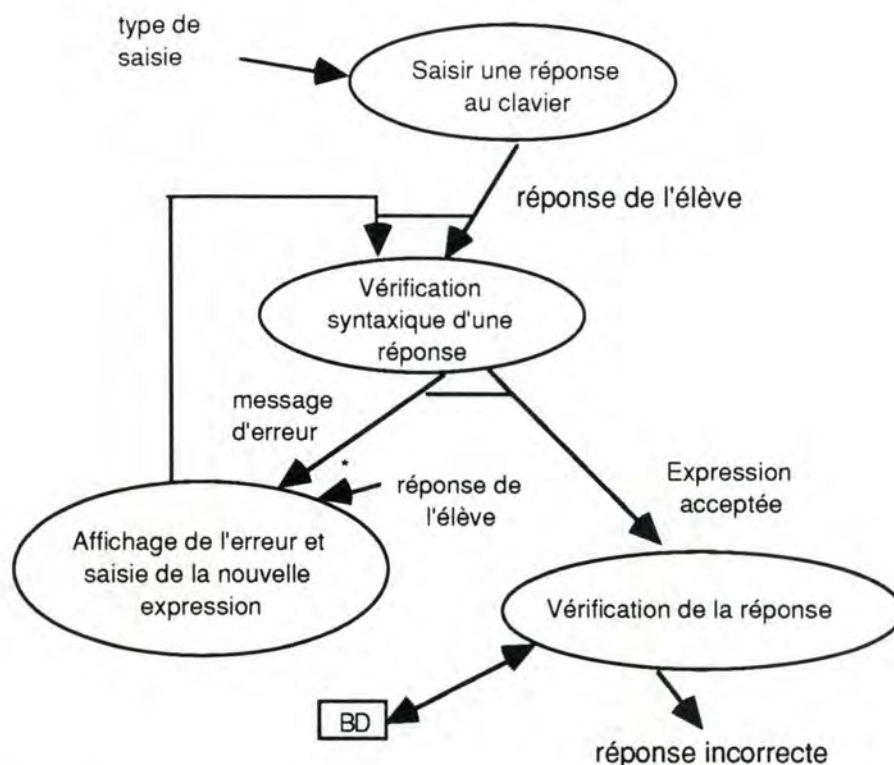 type de
saisie
Saisir une réponse
au clavier
réponse de l'élève
Vérification
syntaxique d'une
réponse
message
d'erreur
*
réponse de
l'élève
Expression
acceptée
Affichage de l'erreur et
saisie de la nouvelle
expression
Vérification de la réponse
BD
réponse incorrecte